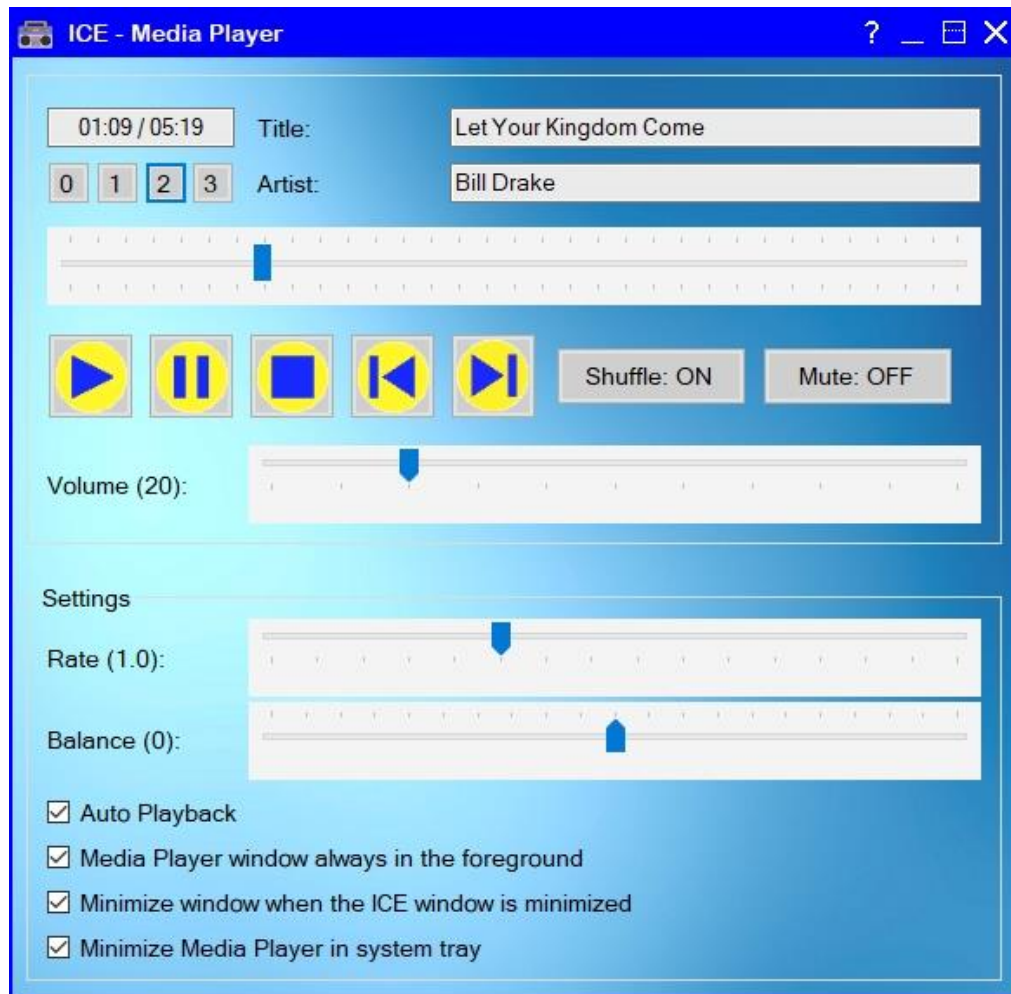 ICE - Media Player ?
01:09 / 05:19 Title: Let Your Kingdom Come
0 1 2 3 Artist: Bill Drake
Shuffle: ON Mute: OFF
Volume (20):
Settings
Rate (1.0):
Balance (0):
Auto Playback
Media Player window always in the foreground
Minimize window when the ICE window is minimized
Minimize Media Player in system tray